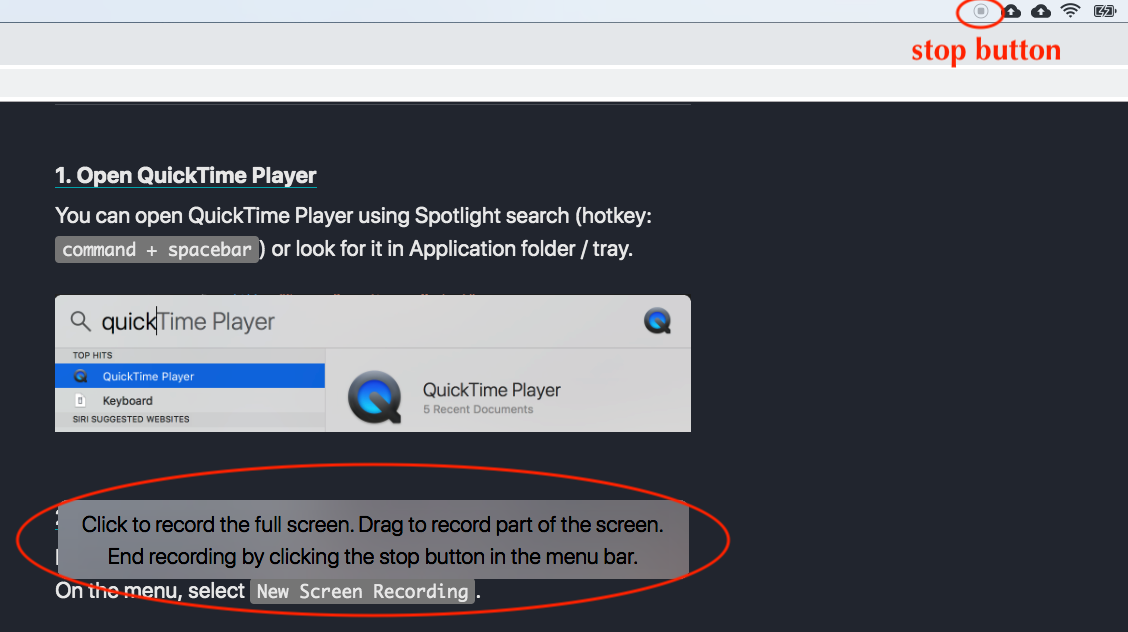 stop button
1. Open QuickTime Player
You can open QuickTime Player using Spotlight search (hotkey:
command + spacebar) or look for it in Application folder / tray.
quickTime Player
TOP HITS
QuickTime Player
Keyboard
SIRI SUGGESTED WEBSITES
QuickTime Player
5 Recent Documents
Click to record the full screen. Drag to record part of the screen.
End recording by clicking the stop button in the menu bar.
On the menu, select New Screen Recording.